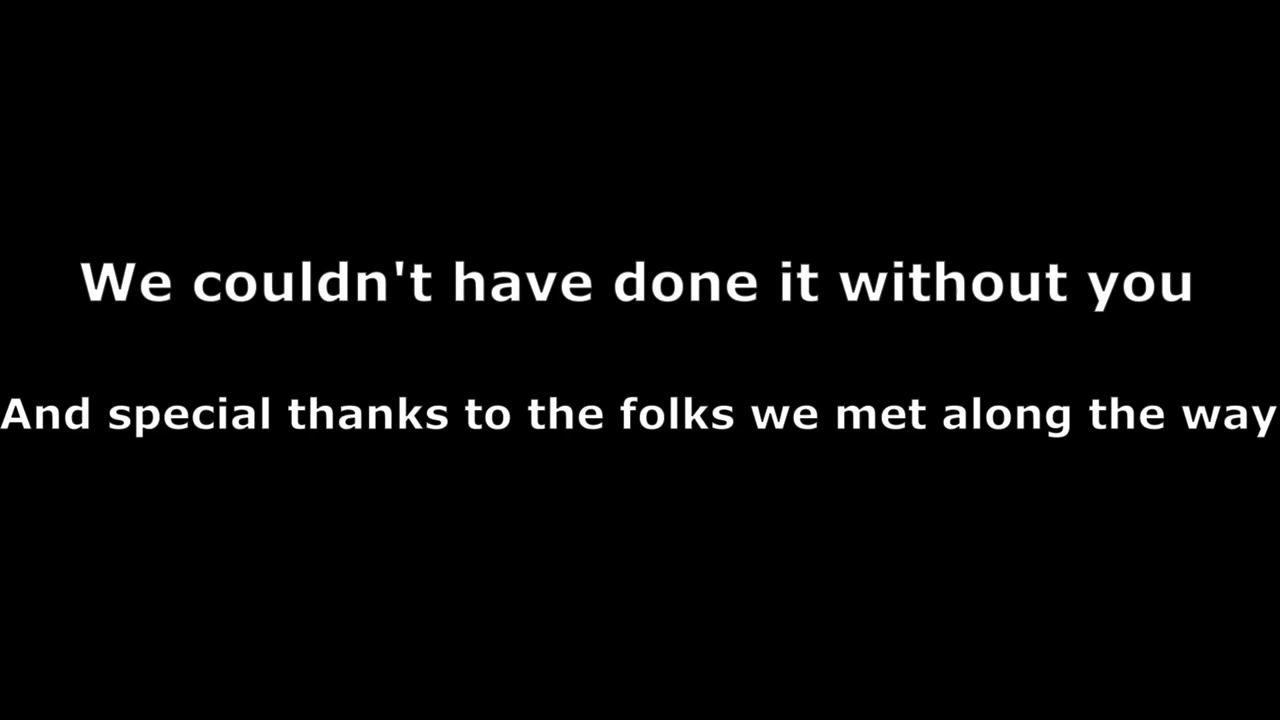 We couldn't have done it without you
And special thanks to the folks we met along the way